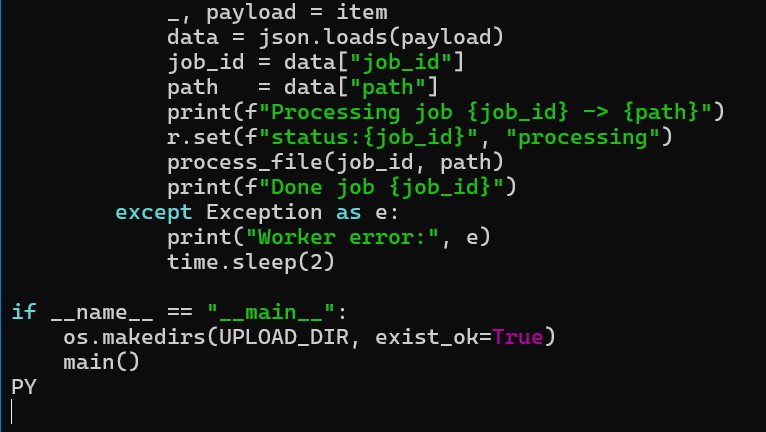 _, payload = item
            data = json.loads(payload)
            job_id = data["job_id"]
            path   = data["path"]
            print(f"Processing job {job_id} -> {path}")
            r.set(f"status:{job_id}", "processing")
            process_file(job_id, path)
            print(f"Done job {job_id}")
        except Exception as e:
            print("Worker error:", e)
            time.sleep(2)

if __name__ == "__main__":
    os.makedirs(UPLOAD_DIR, exist_ok=True)
    main()
PY